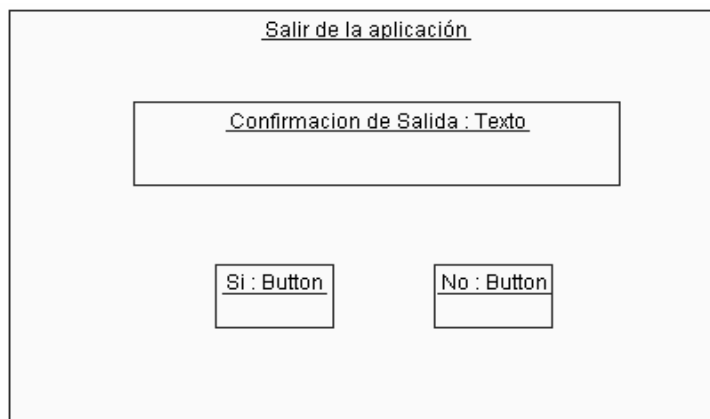 Salir de la aplicación
Confirmacion de Salida : Texto
Si : Button
No : Button